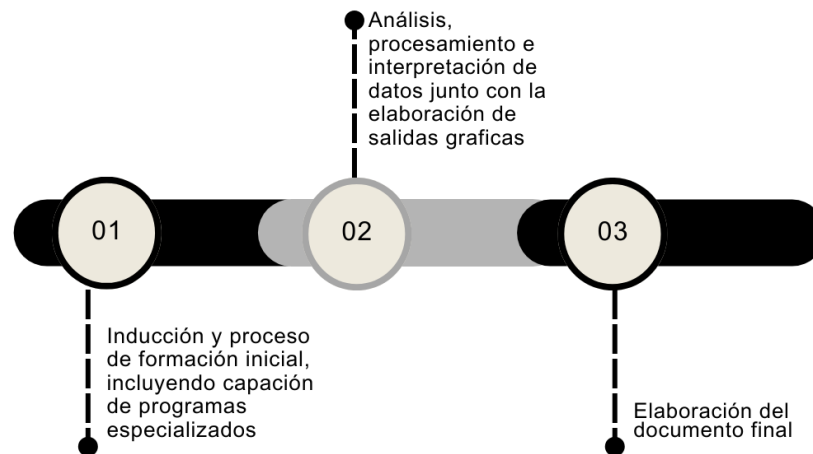 Análisis,
procesamiento e
interpretación de
datos junto con la
elaboración de
salidas graficas
01
02
03
Inducción y proceso
de formación inicial,
incluyendo capación
de programas
especializados
Elaboración del
documento final